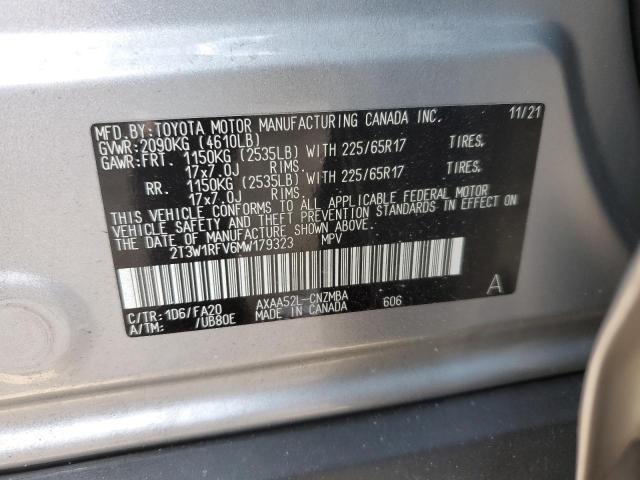 MFD.BY:TOYOTA MOTOR MANUFACTURING CANADA INC. 11/21
GVWR:2090KG (4610LB)
GAWR:FRT. 1150KG (2535LB) WITH 225/65R17 TIRES.
17x7.0J RIMS.
RR. 1150KG (2535LB) WITH 225/65R17 TIRES.
17x7.0J RIMS.
THIS VEHICLE CONFORMS TO ALL APPLICABLE FEDERAL MOTOR
VEHICLE SAFETY AND THEFT PREVENTION STANDARDS IN EFFECT ON
THE DATE OF MANUFACTURE SHOWN ABOVE.
2T3W1RFV6MW179323 MPV
C/TR: 1D6/FA20 AXAA52L-CNZMBA 606 A
A/TM: /UB80E MADE IN CANADA